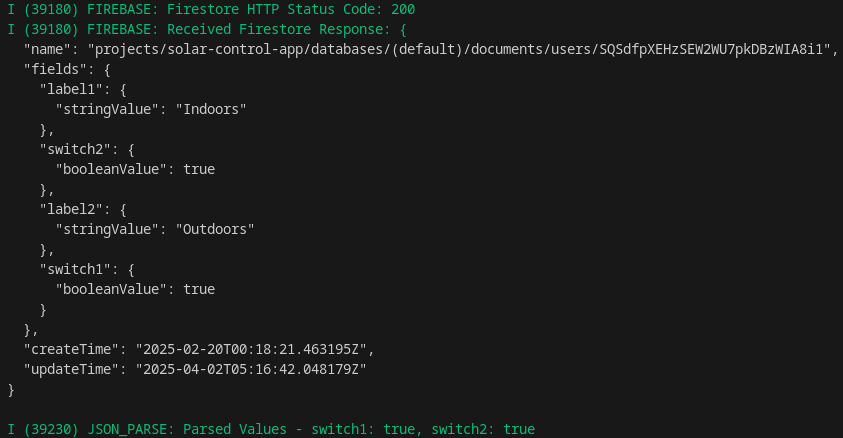 I (39180) FIREBASE: Firestore HTTP Status Code: 200
I (39180) FIREBASE: Received Firestore Response: {
  "name": "projects/solar-control-app/databases/(default)/documents/users/SQSdfpXEHzSEW2WU7pkDBzWIA8i1",
  "fields": {
    "label1": {
      "stringValue": "Indoors"
    },
    "switch2": {
      "booleanValue": true
    },
    "label2": {
      "stringValue": "Outdoors"
    },
    "switch1": {
      "booleanValue": true
    }
  },
  "createTime": "2025-02-20T00:18:21.463195Z",
  "updateTime": "2025-04-02T05:16:42.048179Z"
}
I (39230) JSON_PARSE: Parsed Values - switch1: true, switch2: true